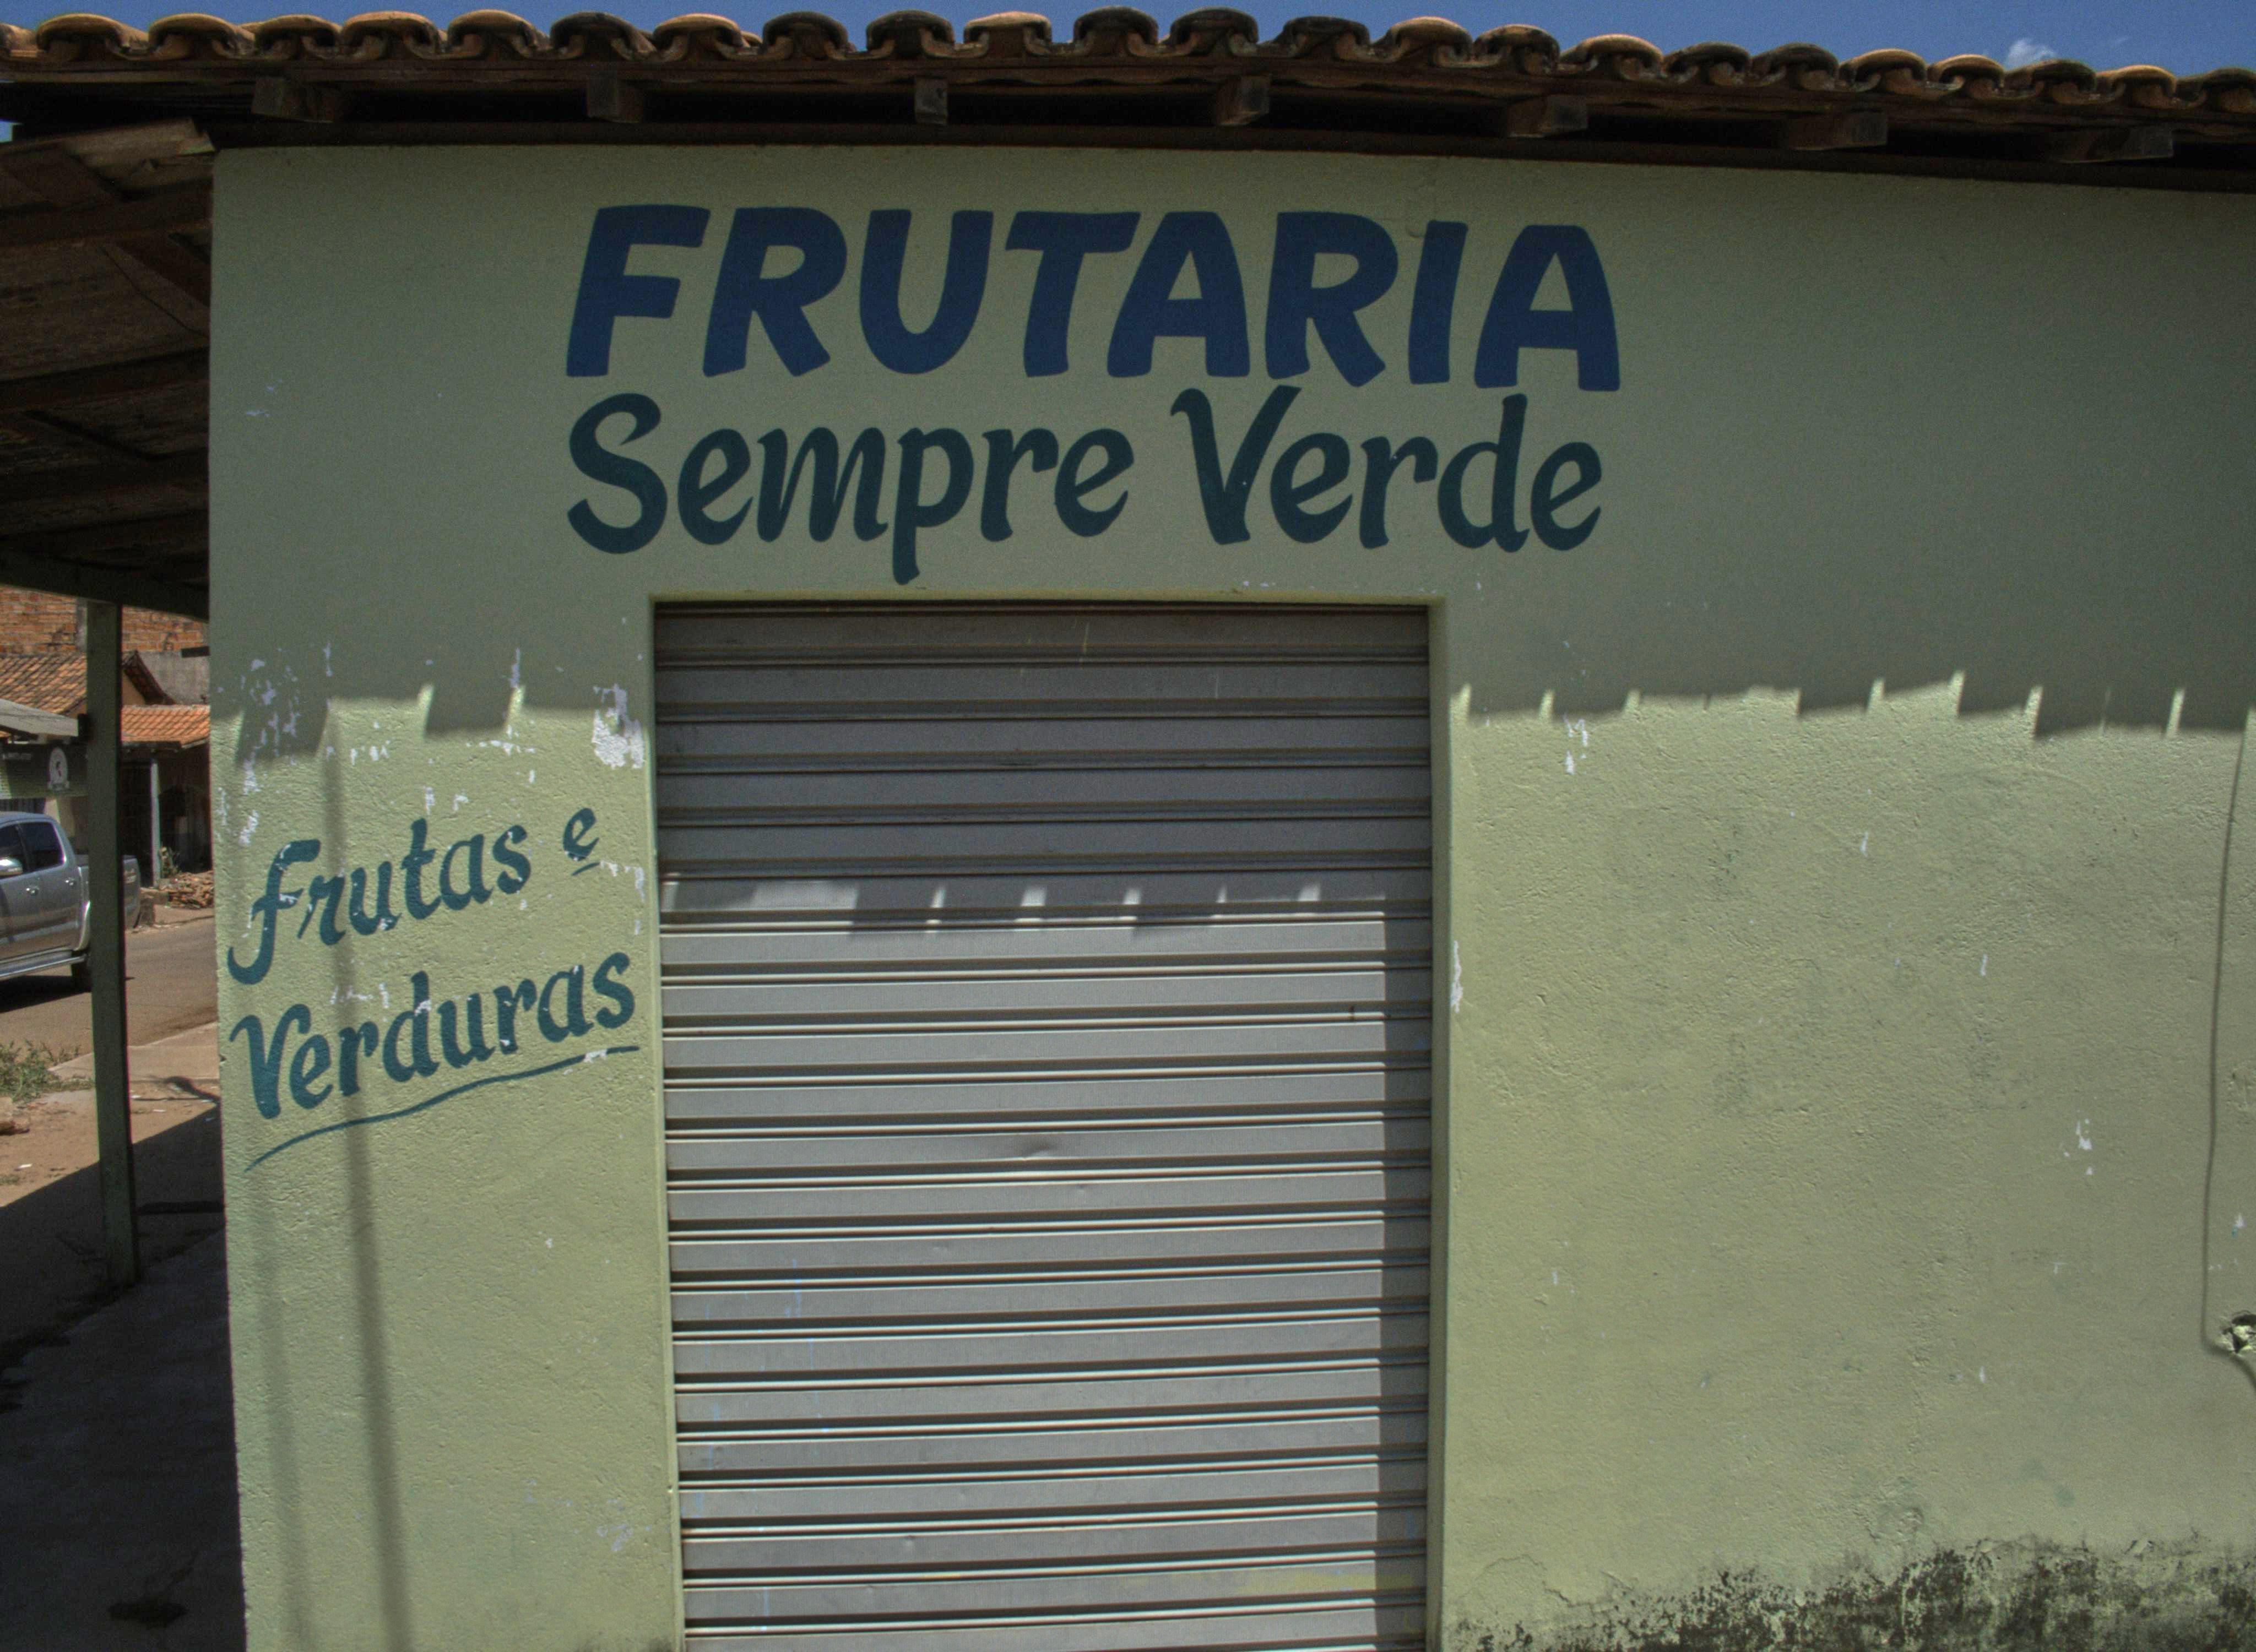 FRUTARIA
Sempre Verde
frutas e
Verduras